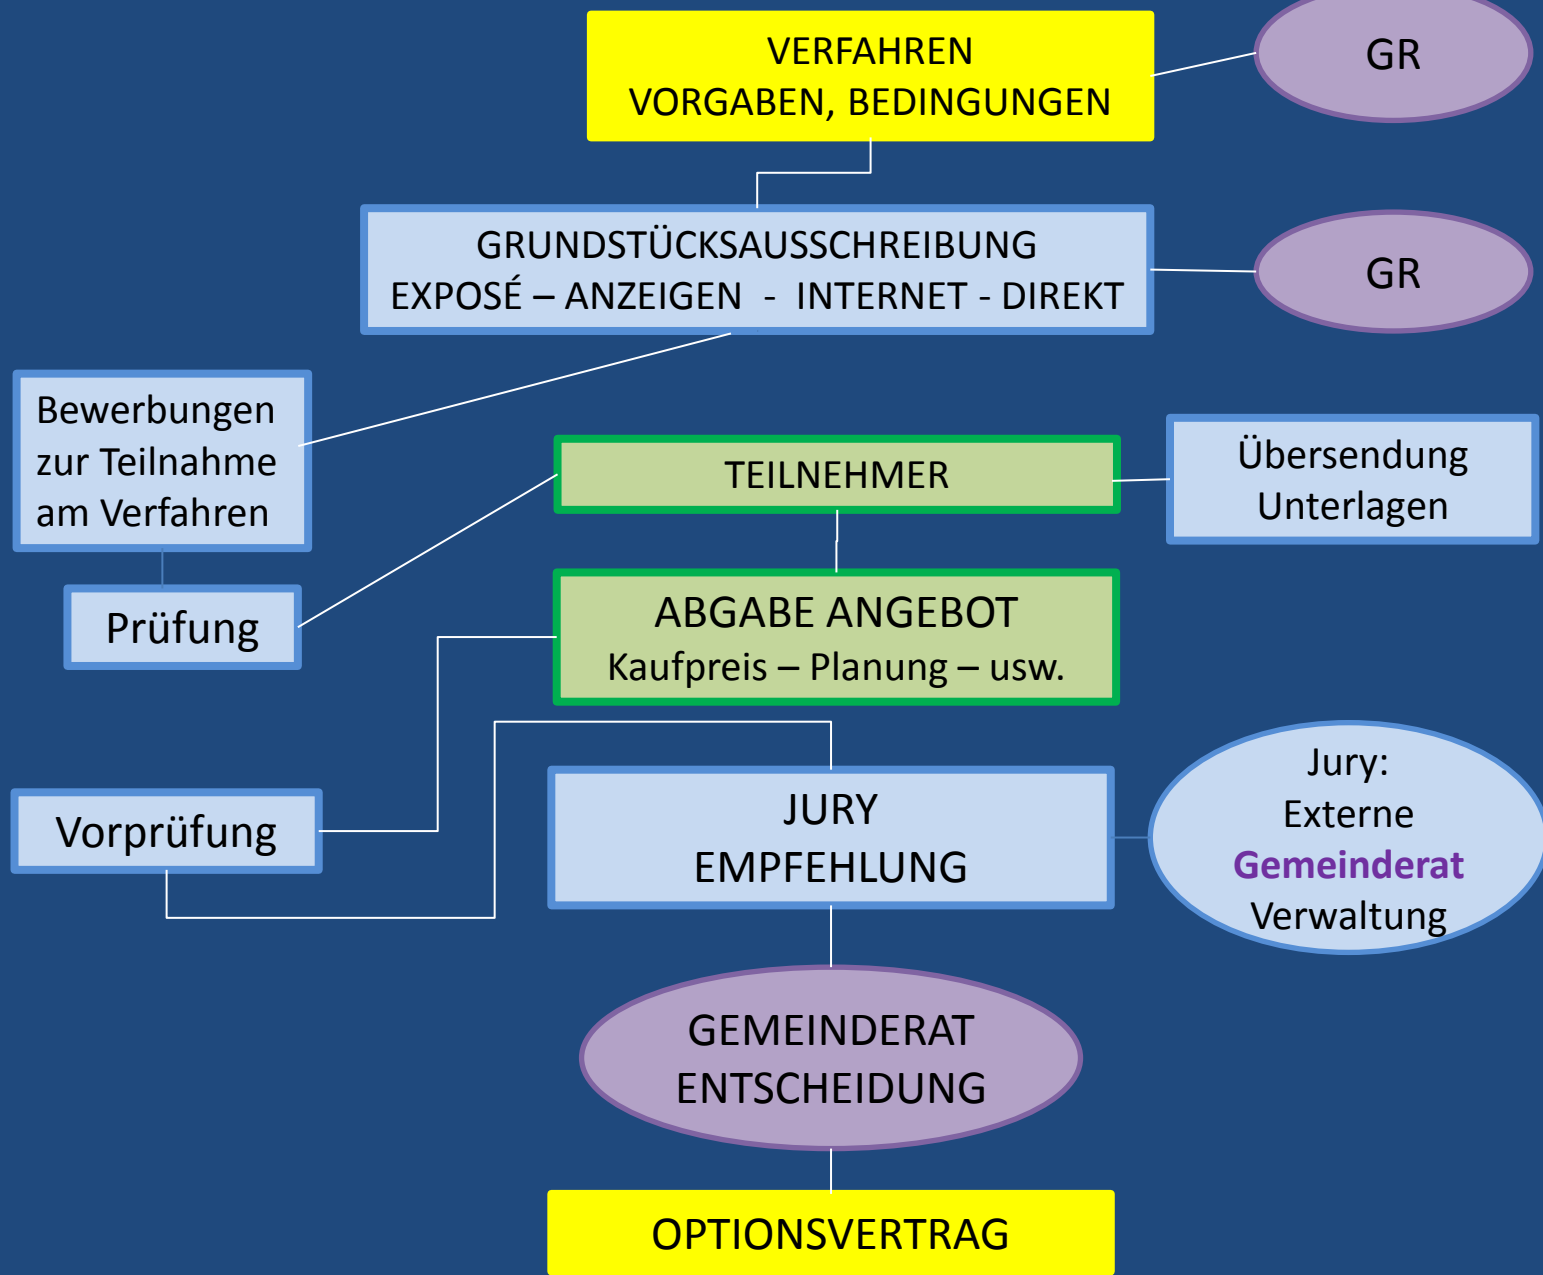 VERFAHREN
VORGABEN, BEDINGUNGEN
GR
GRUNDSTÜCKSAUSSCHREIBUNG
EXPOSÉ – ANZEIGEN - INTERNET - DIREKT
GR
Bewerbungen
zur Teilnahme
am Verfahren
TEILNEHMER
Übersendung
Unterlagen
Prüfung
ABGABE ANGEBOT
Kaufpreis – Planung – usw.
Vorprüfung
JURY
EMPFEHLUNG
Jury:
Externe
Gemeinderat
Verwaltung
GEMEINDERAT
ENTSCHEIDUNG
OPTIONSVERTRAG